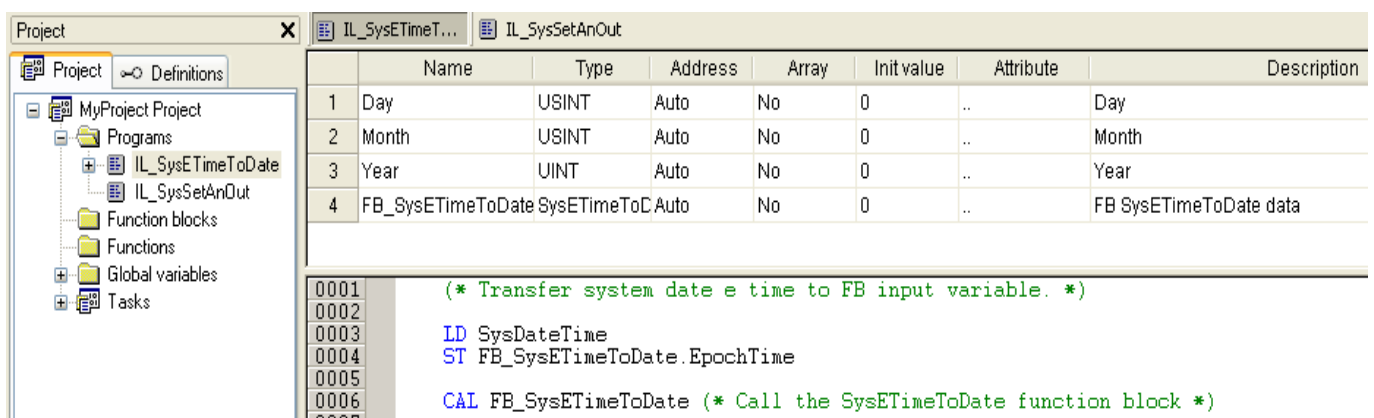 Project
Project Definitions
MyProject Project
Programs
IL_SysETimeToDate
IL_SysSetAnOut
Function blocks
Functions
Global variables
Tasks
IL_SysETimeT... IL_SysSetAnOut
Name Type Address Array Init value Attribute Description
1 Day USINT Auto No 0 .. Day
2 Month USINT Auto No 0 .. Month
3 Year UINT Auto No 0 .. Year
4 FB_SysETimeToDate SysETimeToD Auto No 0 .. FB SysETimeToDate data
0001 (* Transfer system date e time to FB input variable. *)
0002
0003 LD SysDateTime
0004 ST FB_SysETimeToDate.EpochTime
0005
0006 CAL FB_SysETimeToDate (* Call the SysETimeToDate function block *)